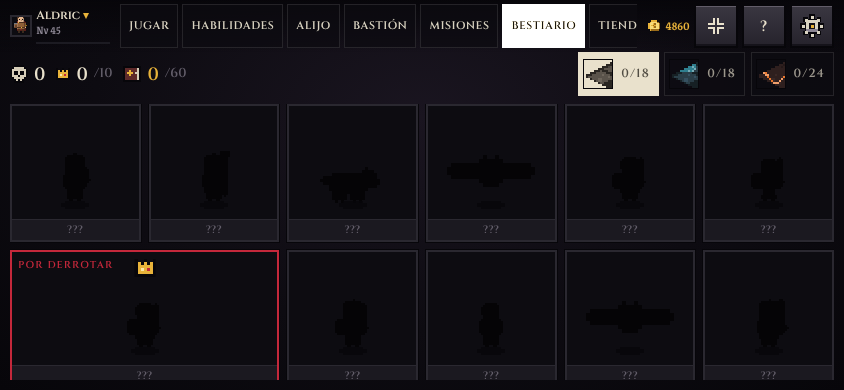 ALDRIC
Nv 45
JUGAR
HABILIDADES
ALIJO
BASTIÓN
MISIONES
BESTIARIO
TIEND
4860
?
0
0 /10
0 /60
0/18
0/18
0/24
???
???
???
???
???
???
POR DERROTAR
???
???
???
???
???